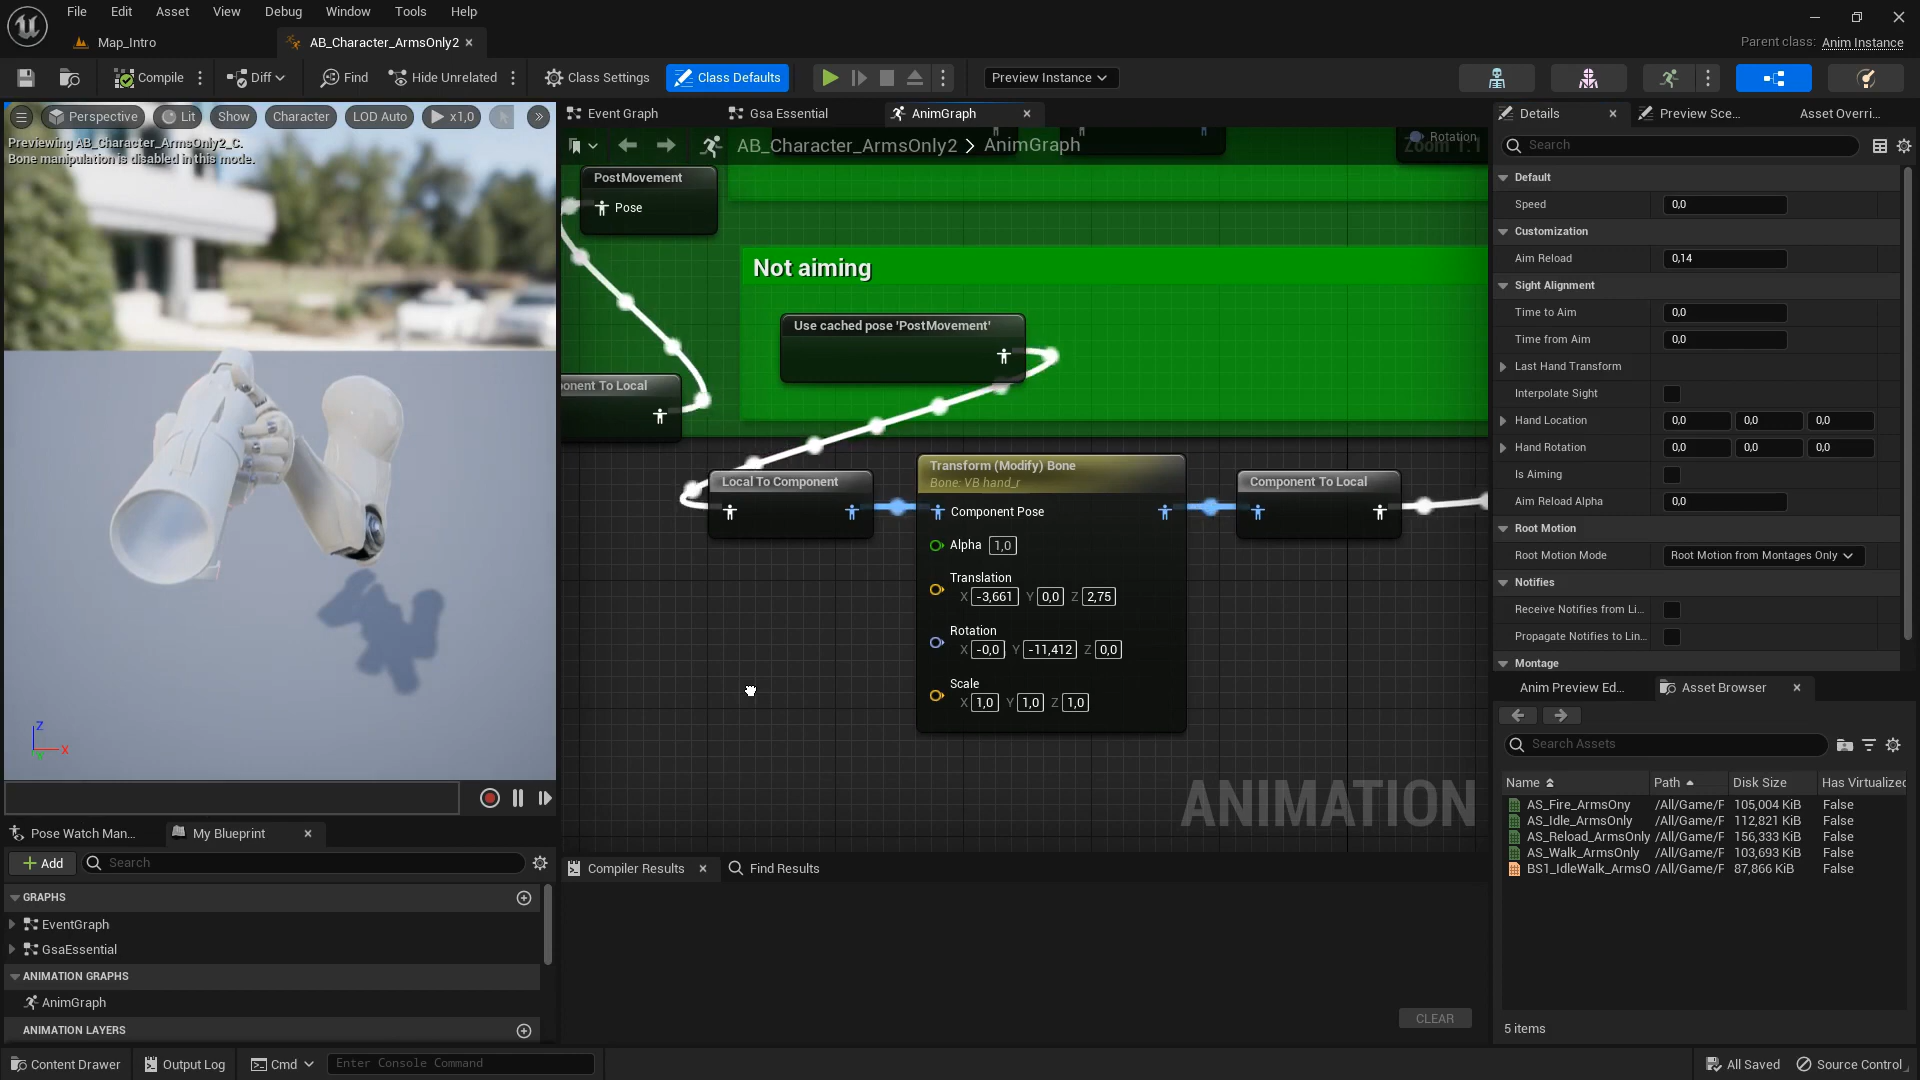 File Edit Asset View Debug Window Tools Help
Map_Intro
AB_Character_ArmsOnly2
Parent class: Anim Instance
Compile
Diff
Find
Hide Unrelated
Class Settings
Class Defaults
Preview Instance
Perspective
Lit
Show
Character
LOD Auto
x1,0
Previewing AB_Character_ArmsOnly2_C.
Bone manipulation is disabled in this mode.
Z
X
Event Graph
Gsa Essential
AnimGraph
AB_Character_ArmsOnly2 > AnimGraph
Rotation
Zoom 1:1
PostMovement
Pose
Not aiming
Use cached pose 'PostMovement'
onent To Local
Local To Component
Transform (Modify) Bone
Bone: VB hand_r
Component Pose
Alpha 1,0
Translation
X -3,661 Y 0,0 Z 2,75
Rotation
X -0,0 Y -11,412 Z 0,0
Scale
X 1,0 Y 1,0 Z 1,0
Component To Local
ANIMATION
Compiler Results
Find Results
CLEAR
Pose Watch Man...
My Blueprint
Add
Search
GRAPHS
EventGraph
GsaEssential
ANIMATION GRAPHS
AnimGraph
ANIMATION LAYERS
Details
Preview Sce...
Asset Overri...
Search
Default
Speed 0,0
Customization
Aim Reload 0,14
Sight Alignment
Time to Aim 0,0
Time from Aim 0,0
Last Hand Transform
Interpolate Sight
Hand Location 0,0 0,0 0,0
Hand Rotation 0,0 0,0 0,0
Is Aiming
Aim Reload Alpha 0,0
Root Motion
Root Motion Mode Root Motion from Montages Only
Notifies
Receive Notifies from Li...
Propagate Notifies to Lin...
Montage
Anim Preview Ed...
Asset Browser
Search Assets
Name Path Disk Size Has Virtualized
AS_Fire_ArmsOny /All/Game/F 105,004 KiB False
AS_Idle_ArmsOnly /All/Game/F 112,821 KiB False
AS_Reload_ArmsOnly /All/Game/F 156,333 KiB False
AS_Walk_ArmsOnly /All/Game/F 103,693 KiB False
BS1_IdleWalk_ArmsO /All/Game/F 87,866 KiB False
5 items
Content Drawer
Output Log
Cmd
Enter Console Command
All Saved
Source Control